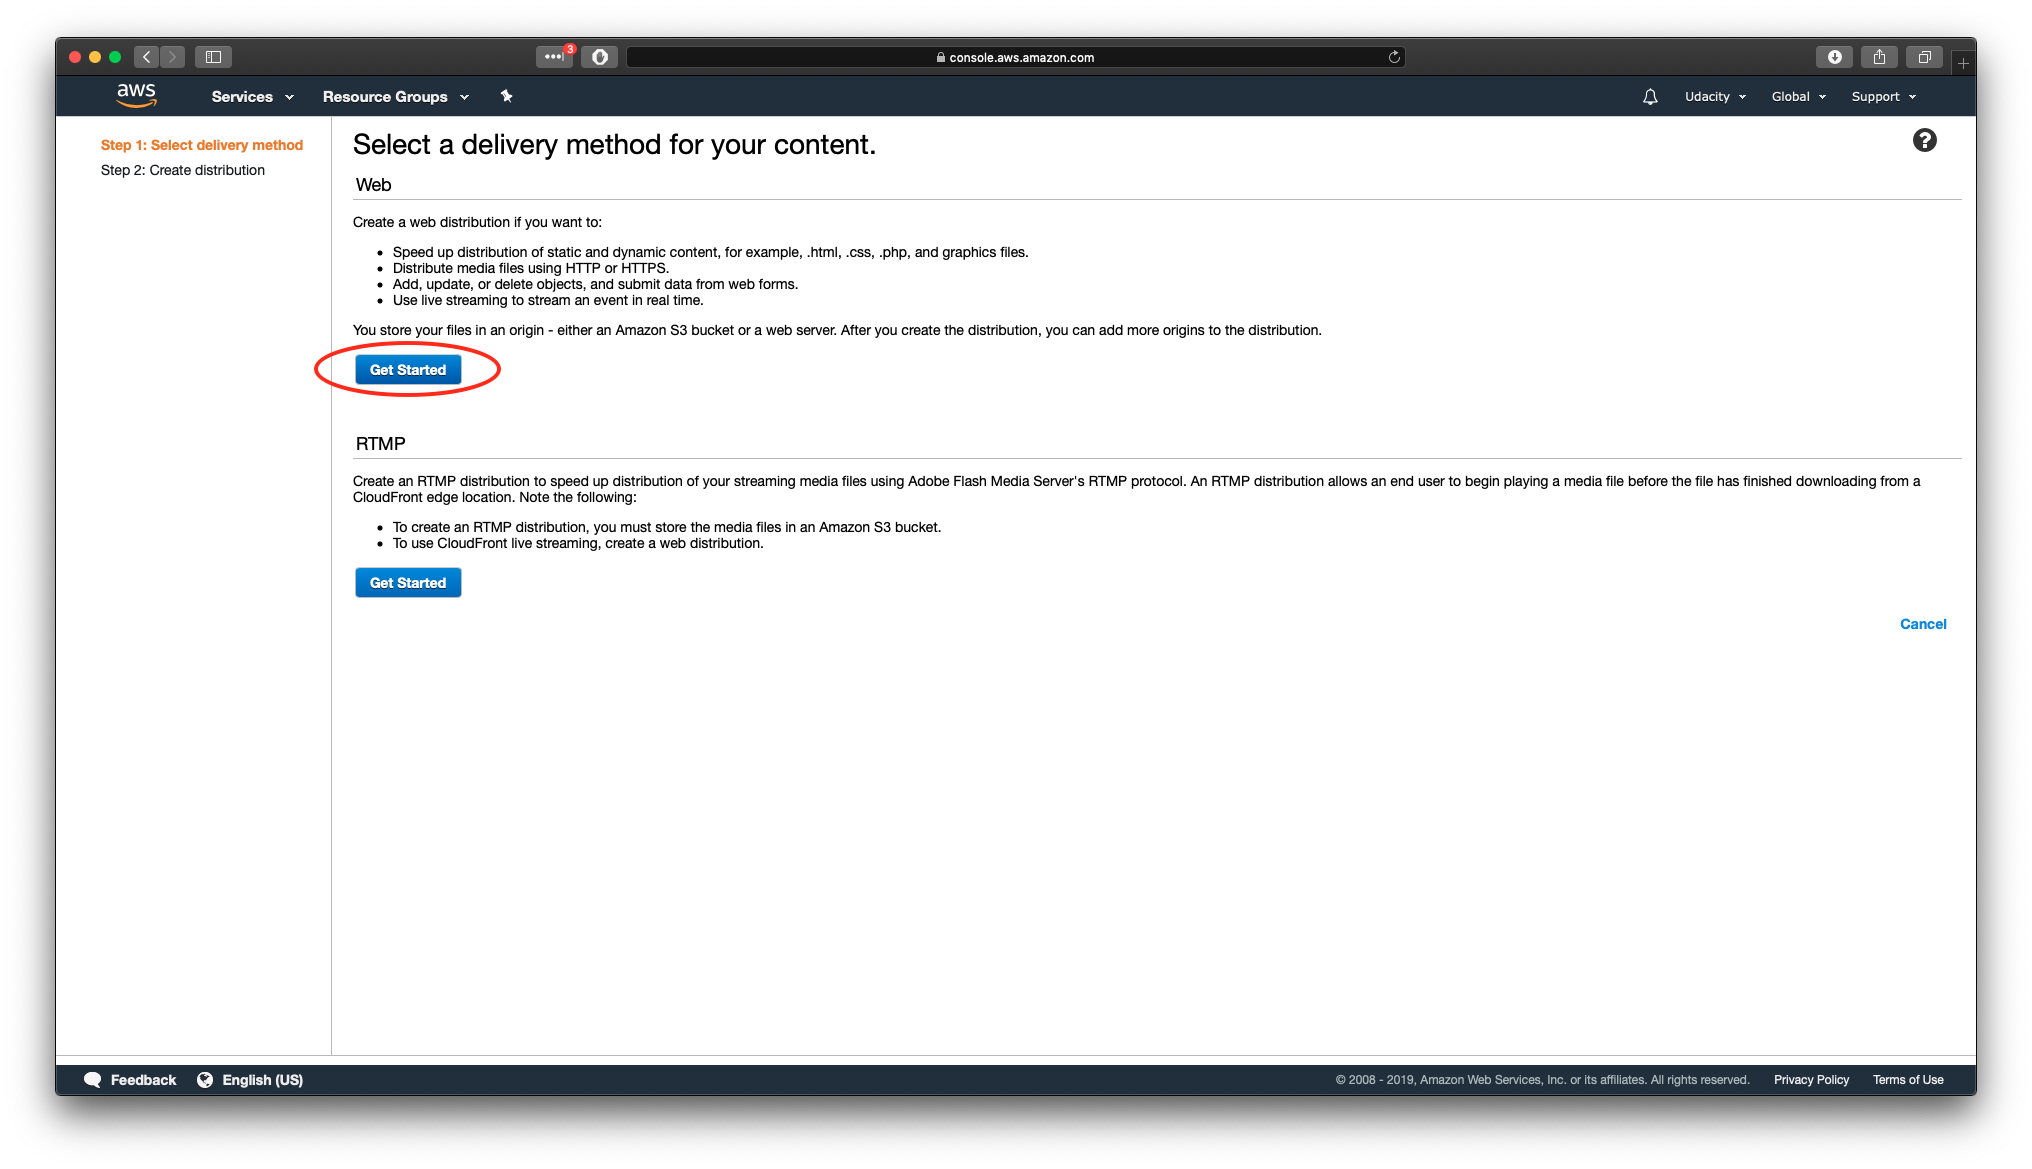 3
console.aws.amazon.com
aws
Services
Resource Groups
Udacity
Global
Support
Step 1: Select delivery method
Step 2: Create distribution
Select a delivery method for your content.
Web
Create a web distribution if you want to:
Speed up distribution of static and dynamic content, for example, .html, .css, .php, and graphics files.
Distribute media files using HTTP or HTTPS.
Add, update, or delete objects, and submit data from web forms.
Use live streaming to stream an event in real time.
You store your files in an origin - either an Amazon S3 bucket or a web server. After you create the distribution, you can add more origins to the distribution.
Get Started
RTMP
Create an RTMP distribution to speed up distribution of your streaming media files using Adobe Flash Media Server's RTMP protocol. An RTMP distribution allows an end user to begin playing a media file before the file has finished downloading from a
CloudFront edge location. Note the following:
To create an RTMP distribution, you must store the media files in an Amazon S3 bucket.
To use CloudFront live streaming, create a web distribution.
Get Started
Cancel
Feedback
English (US)
© 2008 - 2019, Amazon Web Services, Inc. or its affiliates. All rights reserved.
Privacy Policy
Terms of Use